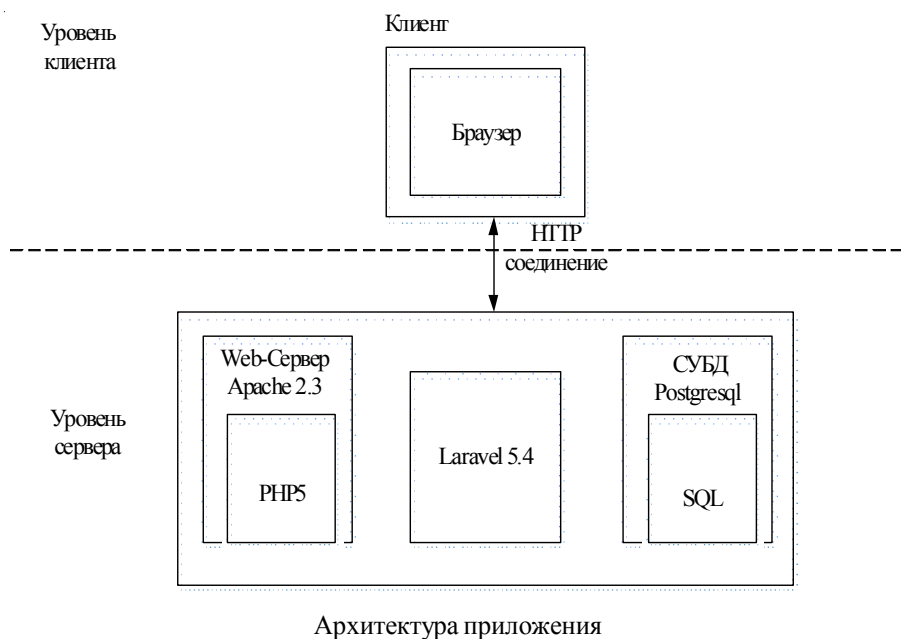 Клиент
Уровень
клиента
Браузер
HTTP
соединение
Web-Сервер
Apache 2.3
PHP5
Laravel 5.4
СУБД
Postgresql
SQL
Уровень
сервера
Архитектура приложения